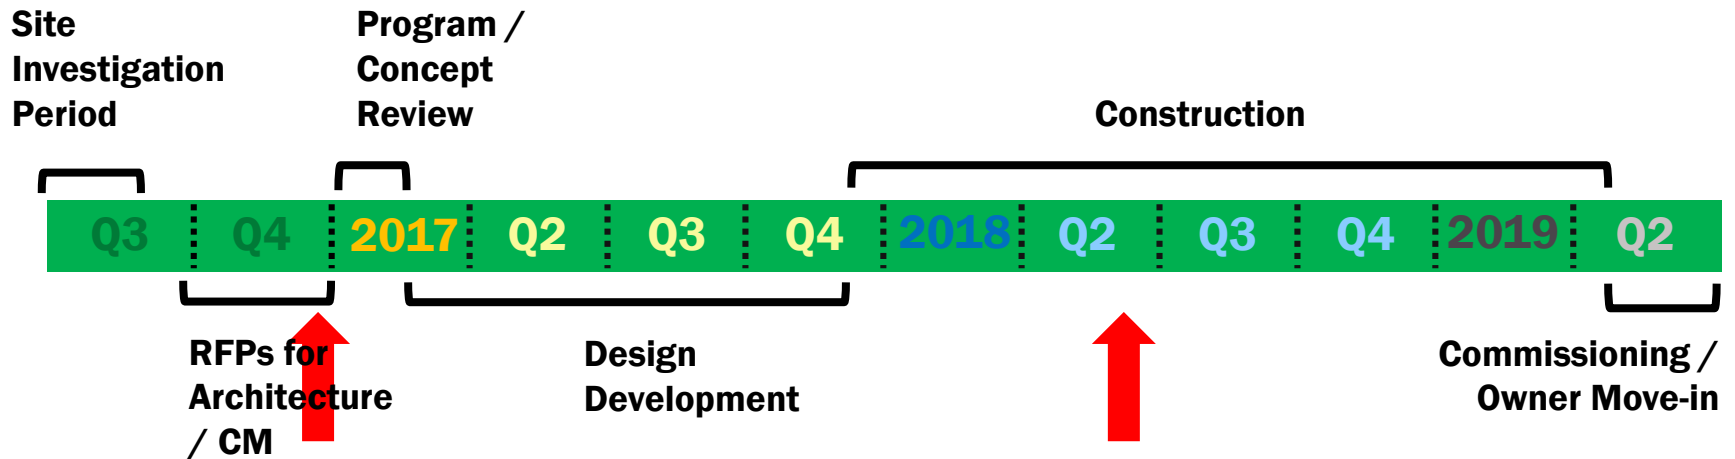 Site
Investigation
Period
Program /
Concept
Review
Construction
Q3 Q4 2017 Q2 Q3 Q4 2018 Q2 Q3 Q4 2019 Q2
RFPs for
Architecture
/ CM
Design
Development
Commissioning /
Owner Move-in